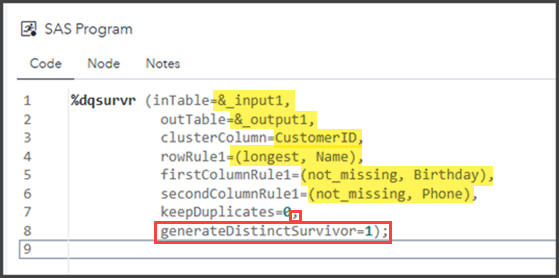 SAS Program
Code Node Notes
1 %dqsurvr (inTable=&_input1,
2 outTable=&_output1,
3 clusterColumn=CustomerID,
4 rowRule1=(longest, Name),
5 firstColumnRule1=(not_missing, Birthday),
6 secondColumnRule1=(not_missing, Phone),
7 keepDuplicates=0,
8 generateDistinctSurvivor=1);
9